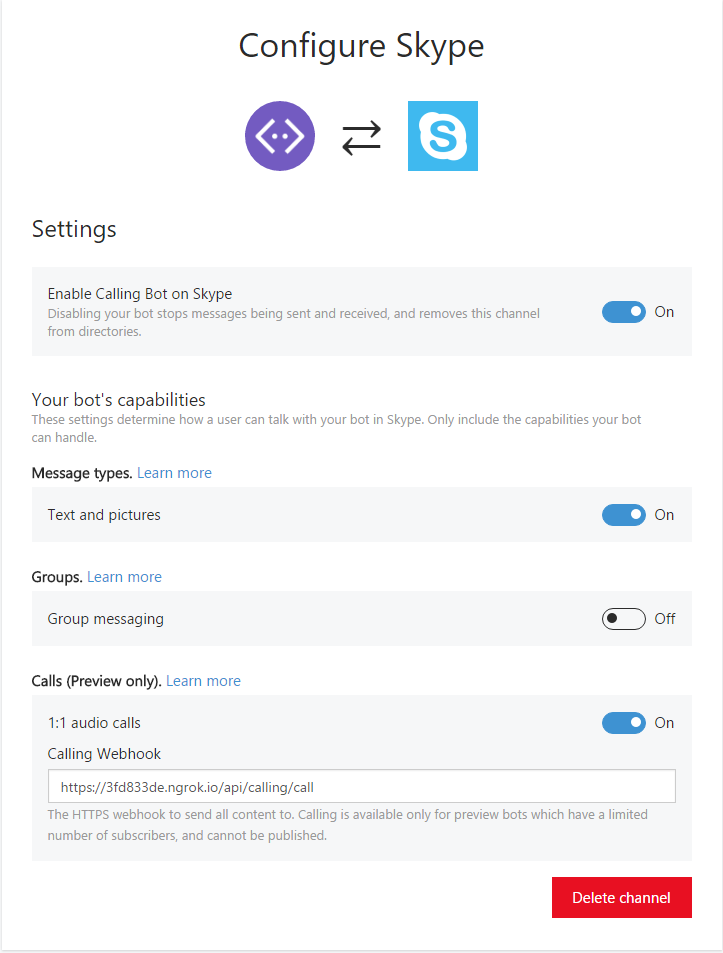 Configure Skype
S
Settings
Enable Calling Bot on Skype
Disabling your bot stops messages being sent and received, and removes this channel
from directories.
On
Your bot's capabilities
These settings determine how a user can talk with your bot in Skype. Only include the capabilities your bot
can handle.
Message types. Learn more
Text and pictures On
Groups. Learn more
Group messaging Off
Calls (Preview only). Learn more
1:1 audio calls On
Calling Webhook
https://3fd833de.ngrok.io/api/calling/call
The HTTPS webhook to send all content to. Calling is available only for preview bots which have a limited
number of subscribers, and cannot be published.
Delete channel